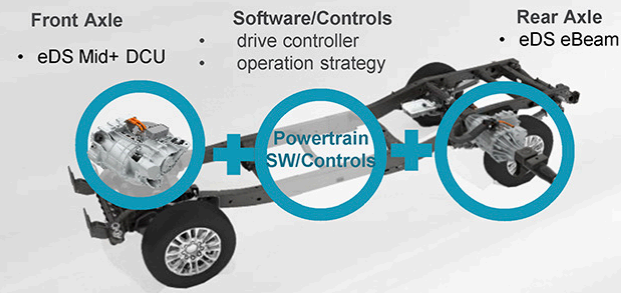 Front Axle
• eDS Mid+ DCU
Software/Controls
• drive controller
• operation strategy
Rear Axle
• eDS eBeam
Powertrain
SW/Controls